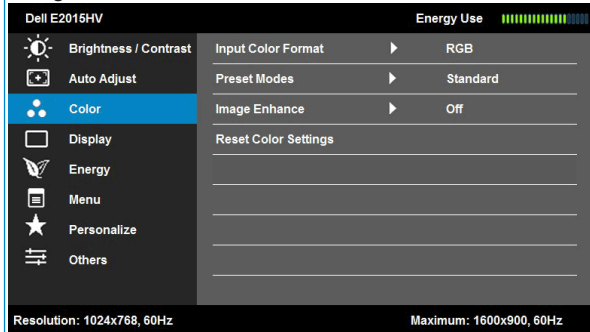 Dell E2015HV Energy Use
Brightness / Contrast Input Color Format RGB
Auto Adjust Preset Modes Standard
Color Image Enhance Off
Display Reset Color Settings
Energy
Menu
Personalize
Others
Resolution: 1024x768, 60Hz Maximum: 1600x900, 60Hz